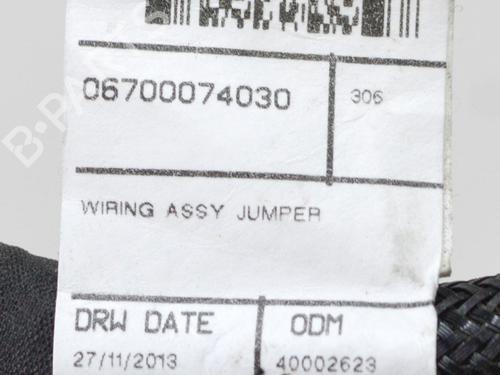 06700074030 306
WIRING ASSY JUMPER
DRW DATE ODM
27/11/2013 40002623